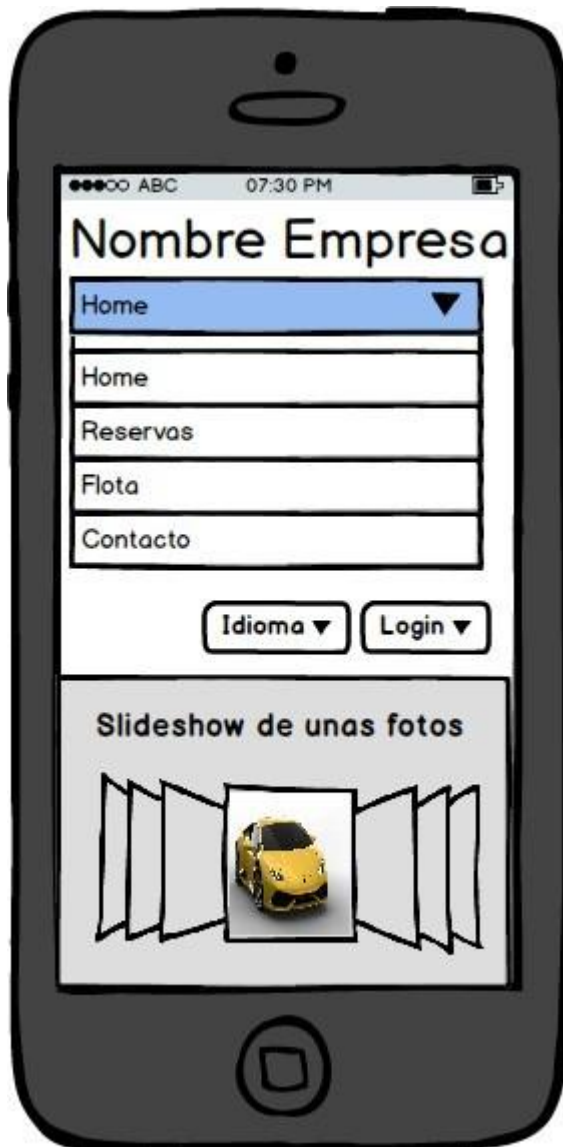 ABC 07:30 PM
Nombre Empresa
Home
Home
Reservas
Flota
Contacto
Idioma Login
Slideshow de unas fotos